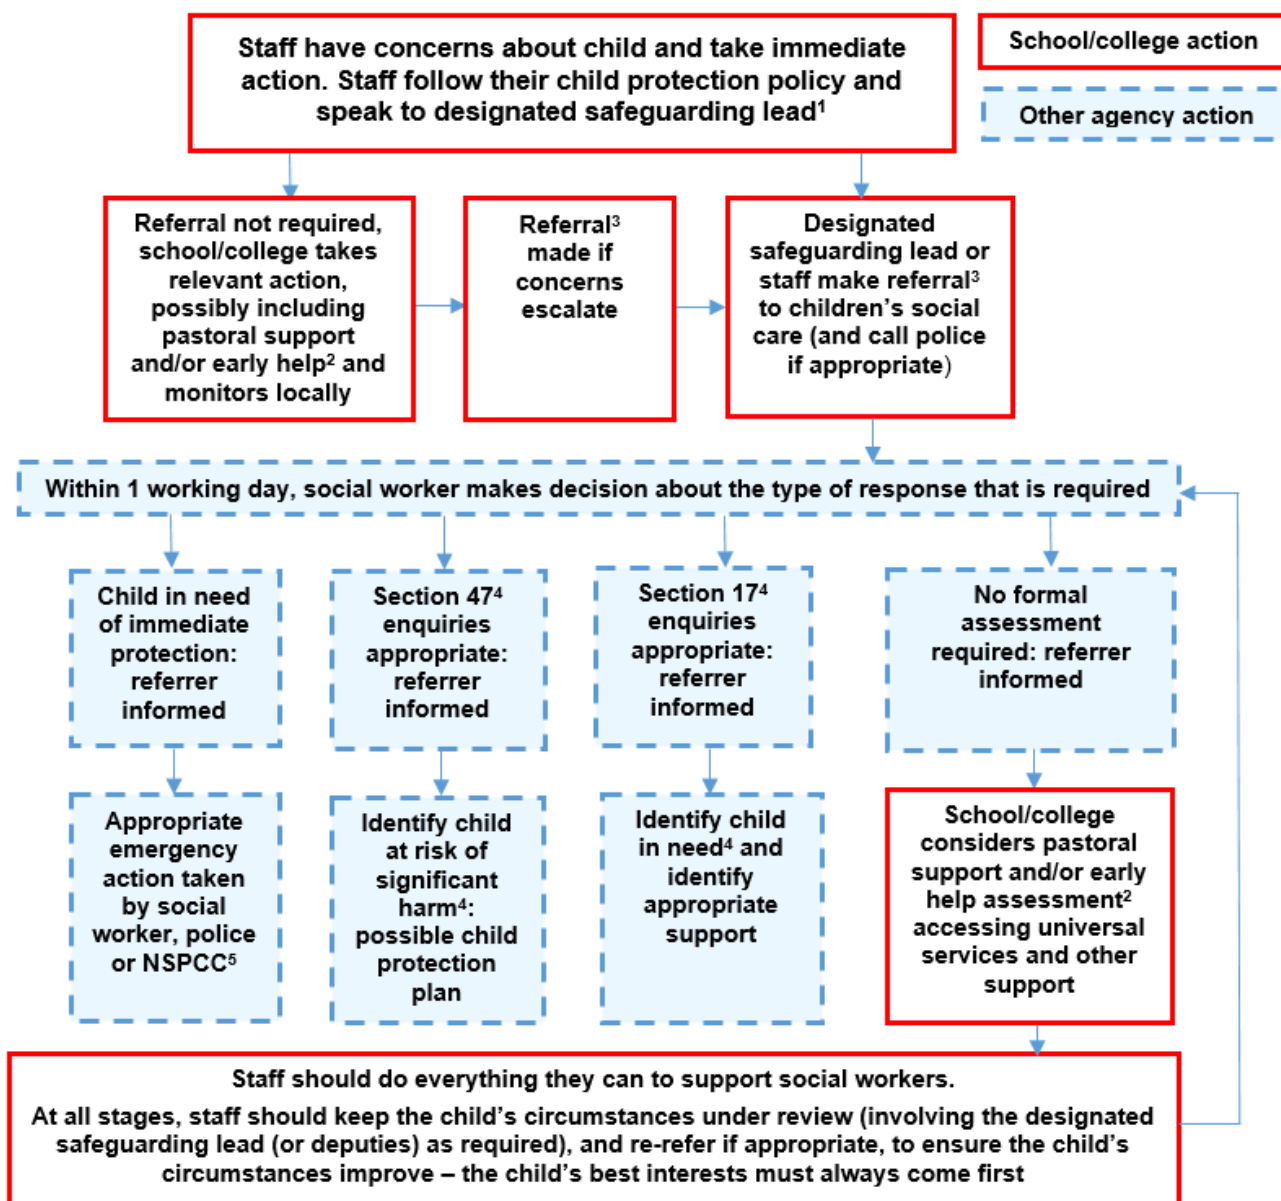 Staff have concerns about child and take immediate
action. Staff follow their child protection policy and
speak to designated safeguarding lead¹
School/college action
Other agency action
Referral not required,
school/college takes
relevant action,
possibly including
pastoral support
and/or early help² and
monitors locally
Referral³
made if
concerns
escalate
Designated
safeguarding lead or
staff make referral³
to children’s social
care (and call police
if appropriate)
Within 1 working day, social worker makes decision about the type of response that is required
Child in need
of immediate
protection:
referrer
informed
Section 47⁴
enquiries
appropriate:
referrer
informed
Section 17⁴
enquiries
appropriate:
referrer
informed
No formal
assessment
required: referrer
informed
Appropriate
emergency
action taken
by social
worker, police
or NSPCC⁵
Identify child
at risk of
significant
harm⁴:
possible child
protection
plan
Identify child
in need⁴ and
identify
appropriate
support
School/college
considers pastoral
support and/or early
help assessment²
accessing universal
services and other
support
Staff should do everything they can to support social workers.
At all stages, staff should keep the child’s circumstances under review (involving the designated
safeguarding lead (or deputies) as required), and re-refer if appropriate, to ensure the child’s
circumstances improve – the child’s best interests must always come first